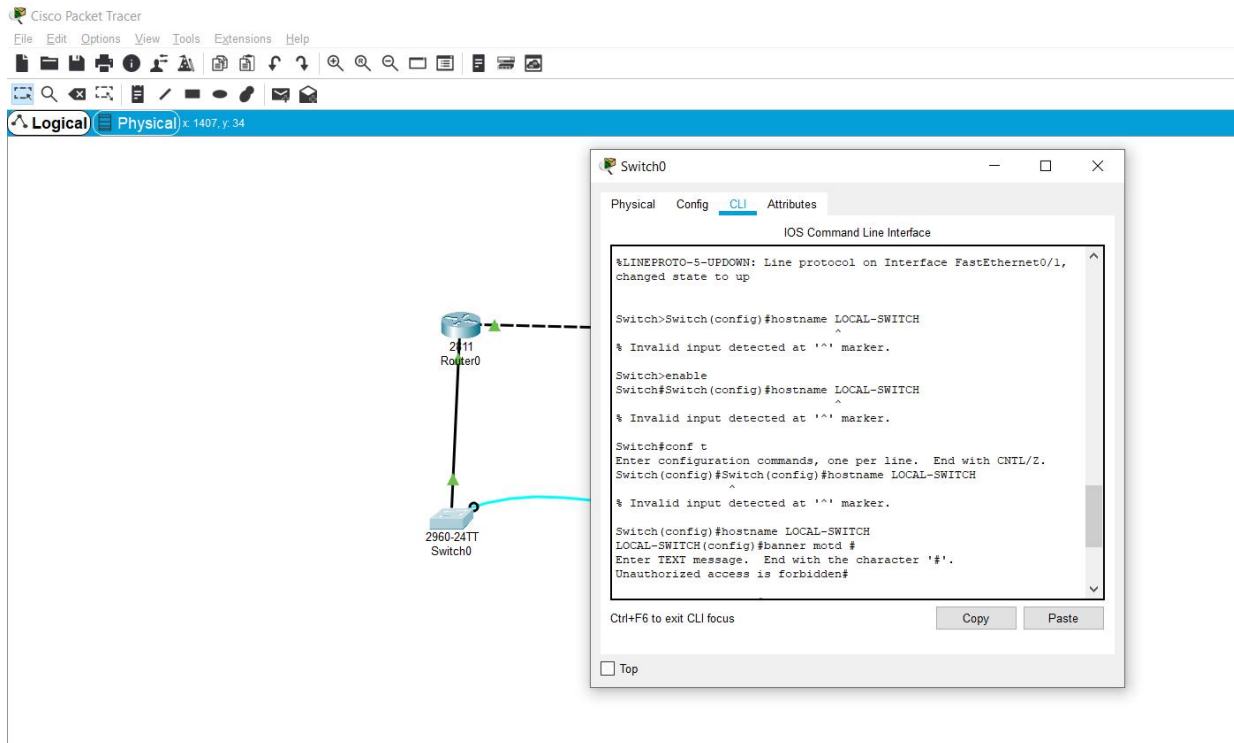 Cisco Packet Tracer
File Edit Options View Tools Extensions Help
Logical Physical x: 1407, y: 34
Switch0
Physical Config CLI Attributes
IOS Command Line Interface
%LINEPROTO-5-UPDOWN: Line protocol on Interface FastEthernet0/1,
changed state to up
Switch>Switch(config)#hostname LOCAL-SWITCH
^
% Invalid input detected at '^' marker.
Switch>enable
Switch#Switch(config)#hostname LOCAL-SWITCH
^
% Invalid input detected at '^' marker.
Switch#conf t
Enter configuration commands, one per line. End with CNTL/Z.
Switch(config)#Switch(config)#hostname LOCAL-SWITCH
^
% Invalid input detected at '^' marker.
Switch(config)#hostname LOCAL-SWITCH
LOCAL-SWITCH(config)#banner motd #
Enter TEXT message. End with the character '#'.
Unauthorized access is forbidden#
Ctrl+F6 to exit CLI focus
Copy Paste
Top
2811
Router0
2960-24TT
Switch0